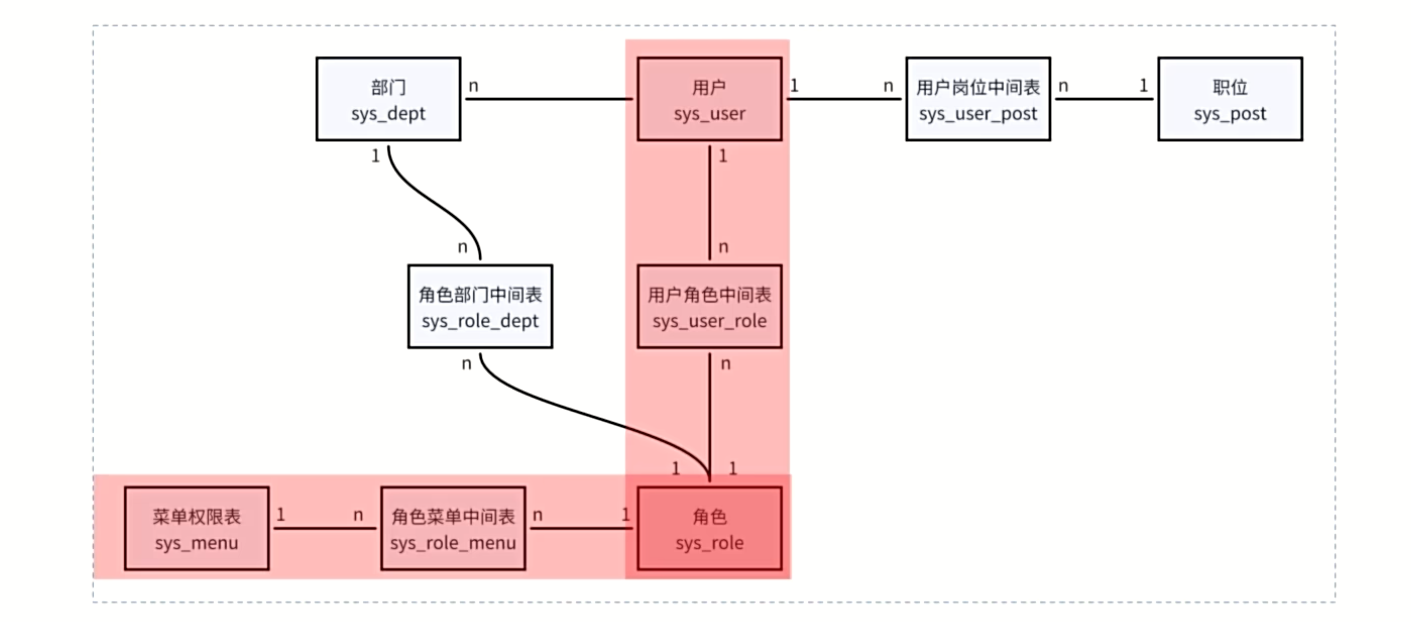 部门
sys_dept
n
用户
sys_user
1
n
用户岗位中间表
sys_user_post
n
1
职位
sys_post
1
1
n
n
角色部门中间表
sys_role_dept
用户角色中间表
sys_user_role
n
n
1
1
菜单权限表
sys_menu
1
n
角色菜单中间表
sys_role_menu
n
1
角色
sys_role